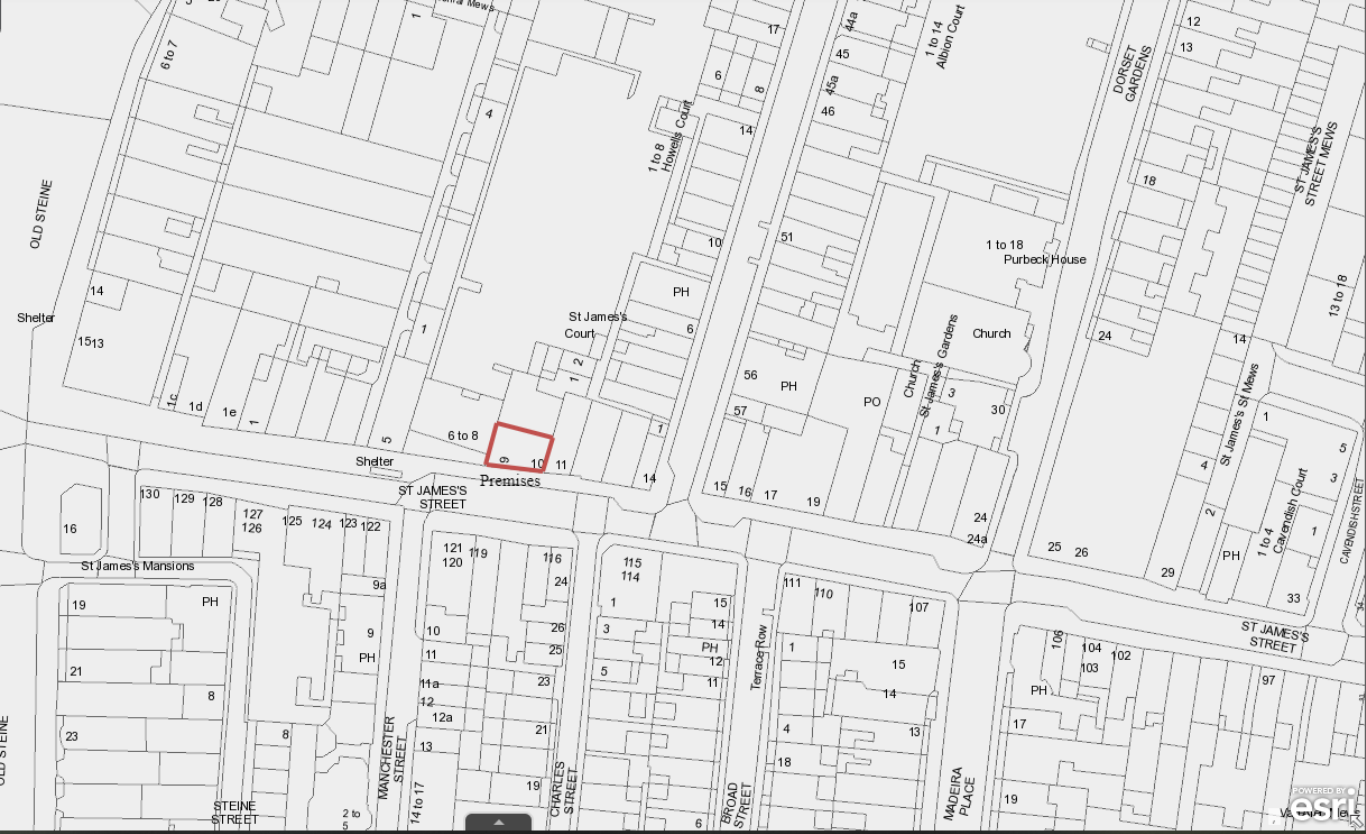 1
17
44a
1 to 14
Albion Court
12
6 to 7
45
13
DORSET
GARDENS
6
8
45a
4
46
14
1 to 8
Howells Court
ST JAMES'S
STREET MEWS
18
OLD STEINE
10
51
1 to 18
Purbeck House
14
PH
13 to 18
Shelter
St James's
Court
1
6
Church
24
15
13
14
2
1
56
PH
Church
St James's Gardens
3
St James's St Mews
1c
1d
1e
1
57
PO
30
1
1
5
6 to 8
9
10
11
1
5
Shelter
Premises
14
15
16
17
19
4
3
Cavendish Court
1 to 4
CAVENDISH STREET
ST JAMES'S
STREET
130
129
128
127
126
125
124
123
122
24
24a
2
1
16
121
120
119
116
115
114
25
26
29
PH
33
St James's Mansions
9a
24
111
110
107
19
PH
1
15
ST JAMES'S
STREET
9
10
26
3
14
106
104
103
102
PH
11
25
PH
12
1
15
21
8
11a
23
5
11
Terrace Row
14
PH
97
12
12a
23
8
13
21
4
13
17
OLD STEINE
MANCHESTER
STREET
18
19
CHARLES
STREET
BROAD
STREET
MADEIRA
PLACE
19
STEINE
STREET
2 to
5
14 to 17
6
POWERED BY
esri